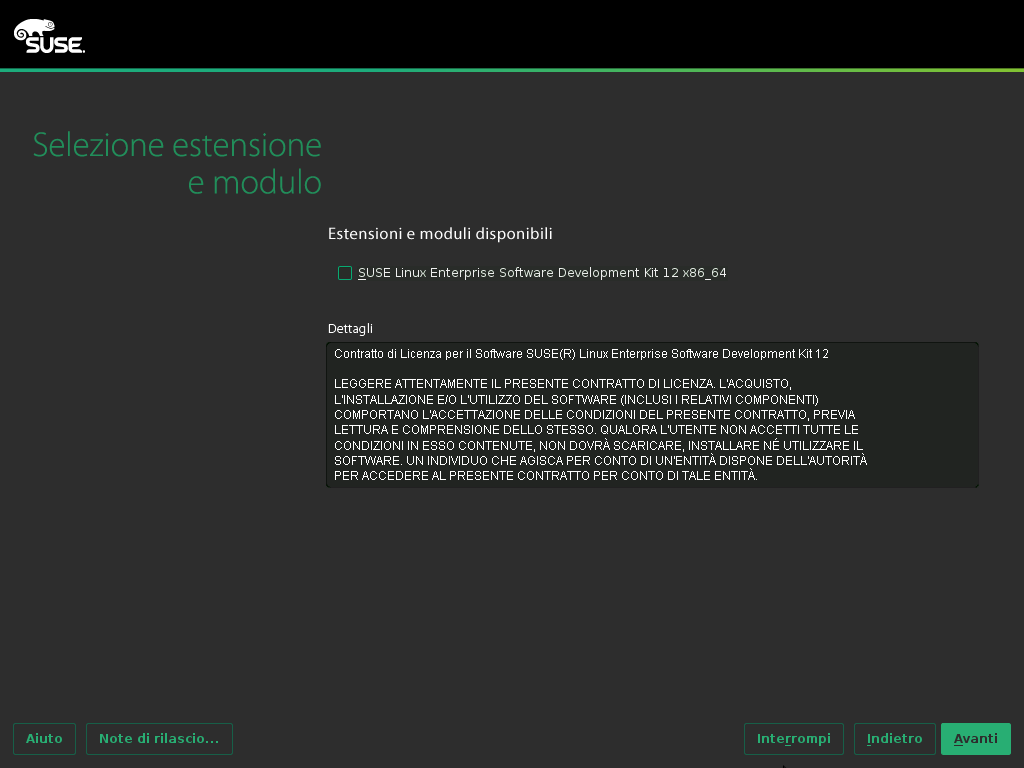 SUSE.
Selezione estensione
e modulo
Estensioni e moduli disponibili
SUSE Linux Enterprise Software Development Kit 12 x86_64
Dettagli
Contratto di Licenza per il Software SUSE(R) Linux Enterprise Software Development Kit 12
LEGGERE ATTENTAMENTE IL PRESENTE CONTRATTO DI LICENZA. L'ACQUISTO,
L'INSTALLAZIONE E/O L'UTILIZZO DEL SOFTWARE (INCLUSI I RELATIVI COMPONENTI)
COMPORTANO L'ACCETTAZIONE DELLE CONDIZIONI DEL PRESENTE CONTRATTO, PREVIA
LETTURA E COMPRENSIONE DELLO STESSO. QUALORA L'UTENTE NON ACCETTI TUTTE LE
CONDIZIONI IN ESSO CONTENUTE, NON DOVRÀ SCARICARE, INSTALLARE NÉ UTILIZZARE IL
SOFTWARE. UN INDIVIDUO CHE AGISCA PER CONTO DI UN'ENTITÀ DISPONE DELL'AUTORITÀ
PER ACCEDERE AL PRESENTE CONTRATTO PER CONTO DI TALE ENTITÀ.
Aiuto Note di rilascio... Interrompi Indietro Avanti